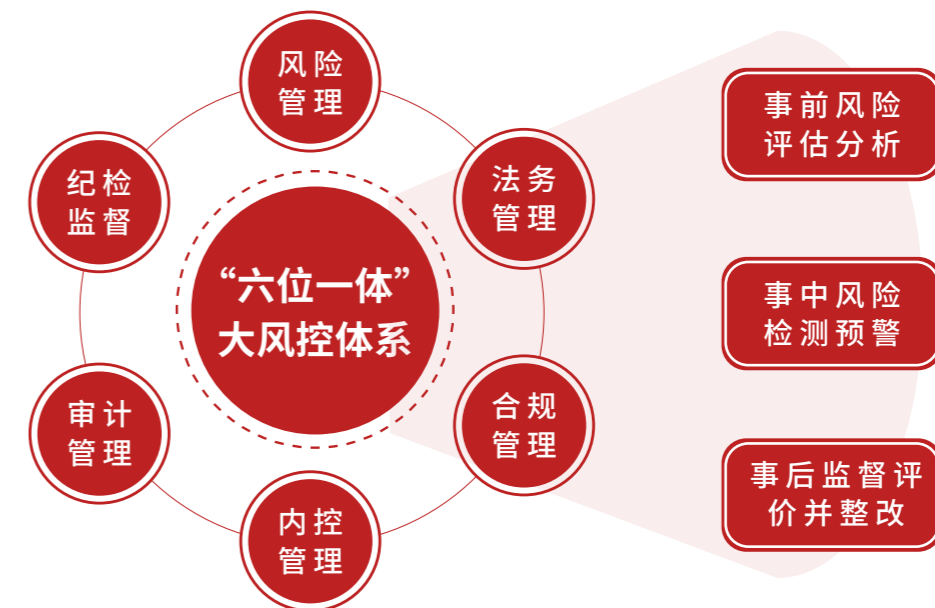 风险
管理
纪检
监督
法务
管理
“六位一体”
大风控体系
审计
管理
合规
管理
内控
管理
事前风险
评估分析
事中风险
检测预警
事后监督评
价并整改